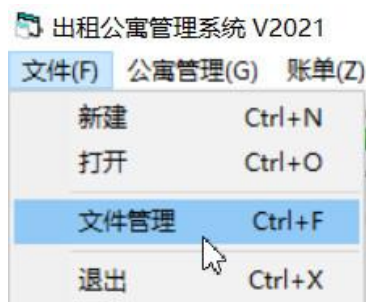 出租公寓管理系统 V2021
文件(F) 公寓管理(G) 账单(Z)
新建 Ctrl+N
打开 Ctrl+O
文件管理 Ctrl+F
退出 Ctrl+X